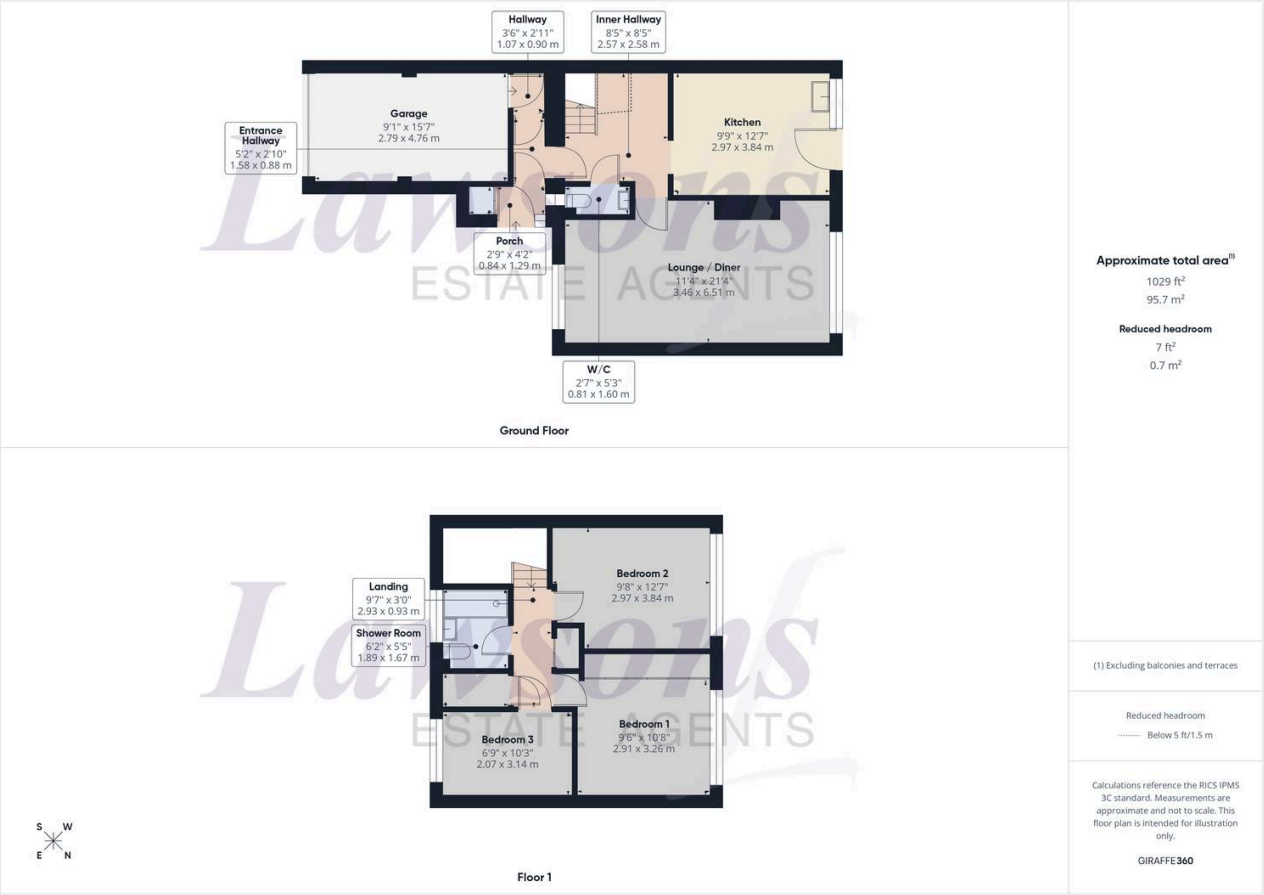 Hallway
3'6" x 2'11"
1.07 x 0.90 m
Inner Hallway
8'5" x 8'5"
2.57 x 2.58 m
Garage
9'1" x 15'7"
2.79 x 4.76 m
Kitchen
9'9" x 12'7"
2.97 x 3.84 m
Entrance
Hallway
5'2" x 2'10"
1.58 x 0.88 m
Lawsons
ESTATE AGENTS
Porch
2'9" x 4'2"
0.84 x 1.29 m
Lounge / Diner
11'4" x 21'4"
3.46 x 6.51 m
W/C
2'7" x 5'3"
0.81 x 1.60 m
Ground Floor
Approximate total area(1)
1029 ft²
95.7 m²
Reduced headroom
7 ft²
0.7 m²
Landing
9'7" x 3'0"
2.93 x 0.93 m
Bedroom 2
9'8" x 12'7"
2.97 x 3.84 m
Shower Room
6'2" x 5'5"
1.89 x 1.67 m
Lawsons
ESTATE AGENTS
Bedroom 1
9'6" x 10'8"
2.91 x 3.26 m
Bedroom 3
6'9" x 10'3"
2.07 x 3.14 m
S W
E N
Floor 1
(1) Excluding balconies and terraces
Reduced headroom
Below 5 ft/1.5 m
Calculations reference the RICS IPMS
3C standard. Measurements are
approximate and not to scale. This
floor plan is intended for illustration
only.
GIRAFFE360